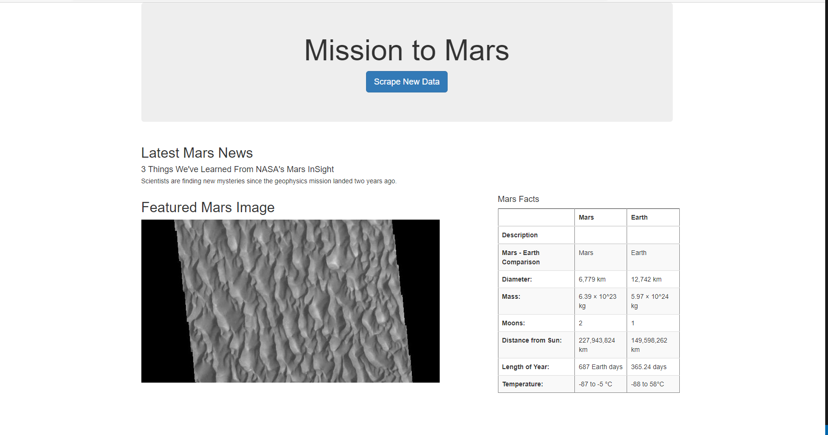 Mission to Mars
Scrape New Data
Latest Mars News
3 Things We've Learned From NASA's Mars InSight
Scientists are finding new mysteries since the geophysics mission landed two years ago.
Featured Mars Image
Mars Facts
Mars Earth
Description
Mars - Earth Comparison Mars Earth
Diameter: 6,779 km 12,742 km
Mass: 6.39 × 10^23 kg 5.97 × 10^24 kg
Moons: 2 1
Distance from Sun: 227,943,824 km 149,598,262 km
Length of Year: 687 Earth days 365.24 days
Temperature: -87 to -5 °C -88 to 58°C